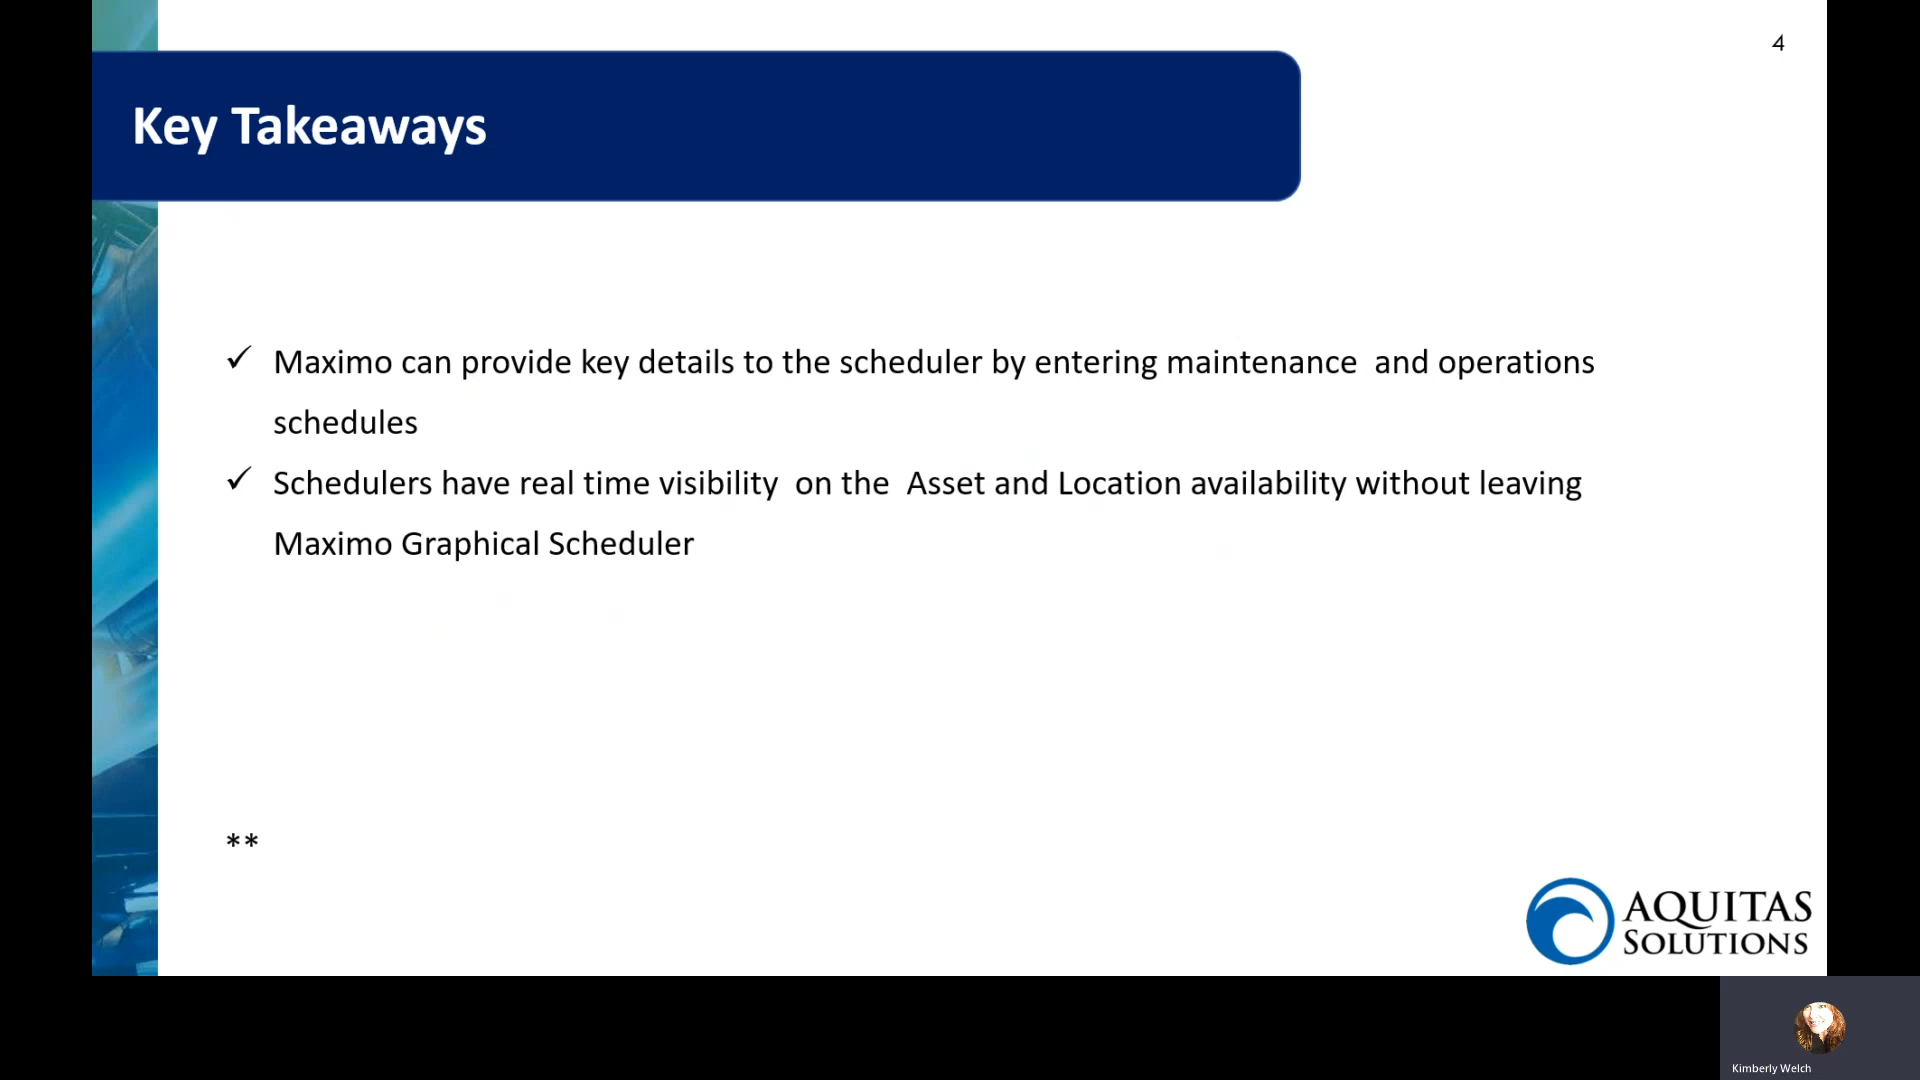 4
Key Takeaways
✓ Maximo can provide key details to the scheduler by entering maintenance  and operations
schedules
✓ Schedulers have real time visibility  on the  Asset and Location availability without leaving
Maximo Graphical Scheduler
**
AQUITAS
SOLUTIONS
Kimberly Welch